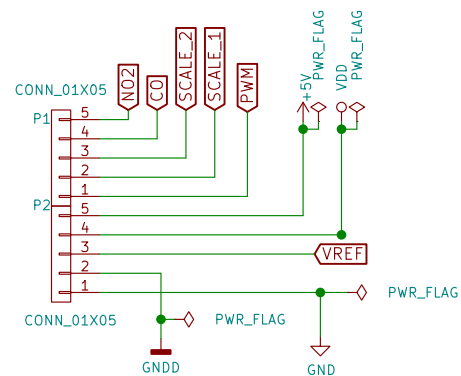 PWR_FLAG
PWR_FLAG
+5V
VDD
SCALE_2
SCALE_1
NO2
CO
PWM
CONN_01X05
P1
5
4
3
2
1
P2
5
4
3
VREF
2
1
PWR_FLAG
CONN_01X05
PWR_FLAG
GNDD
GND